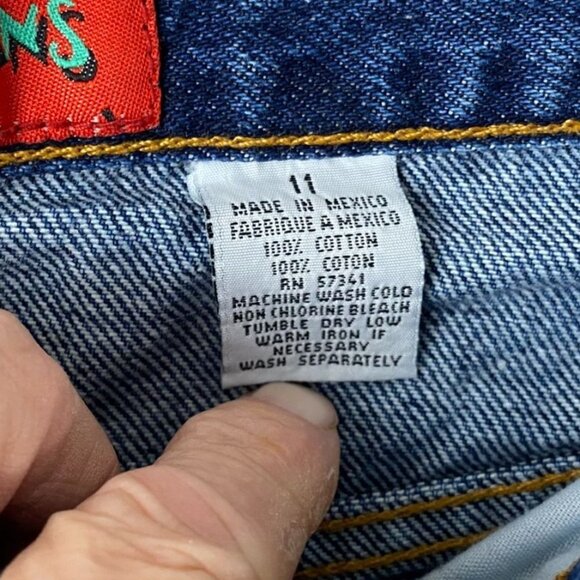 NS
11
MADE IN MEXICO
FABRIQUE A MEXICO
100% COTTON
100% COTON
RN 57341
MACHINE WASH COLD
NON CHLORINE BLEACH
TUMBLE DRY LOW
WARM IRON IF
NECESSARY
WASH SEPARATELY